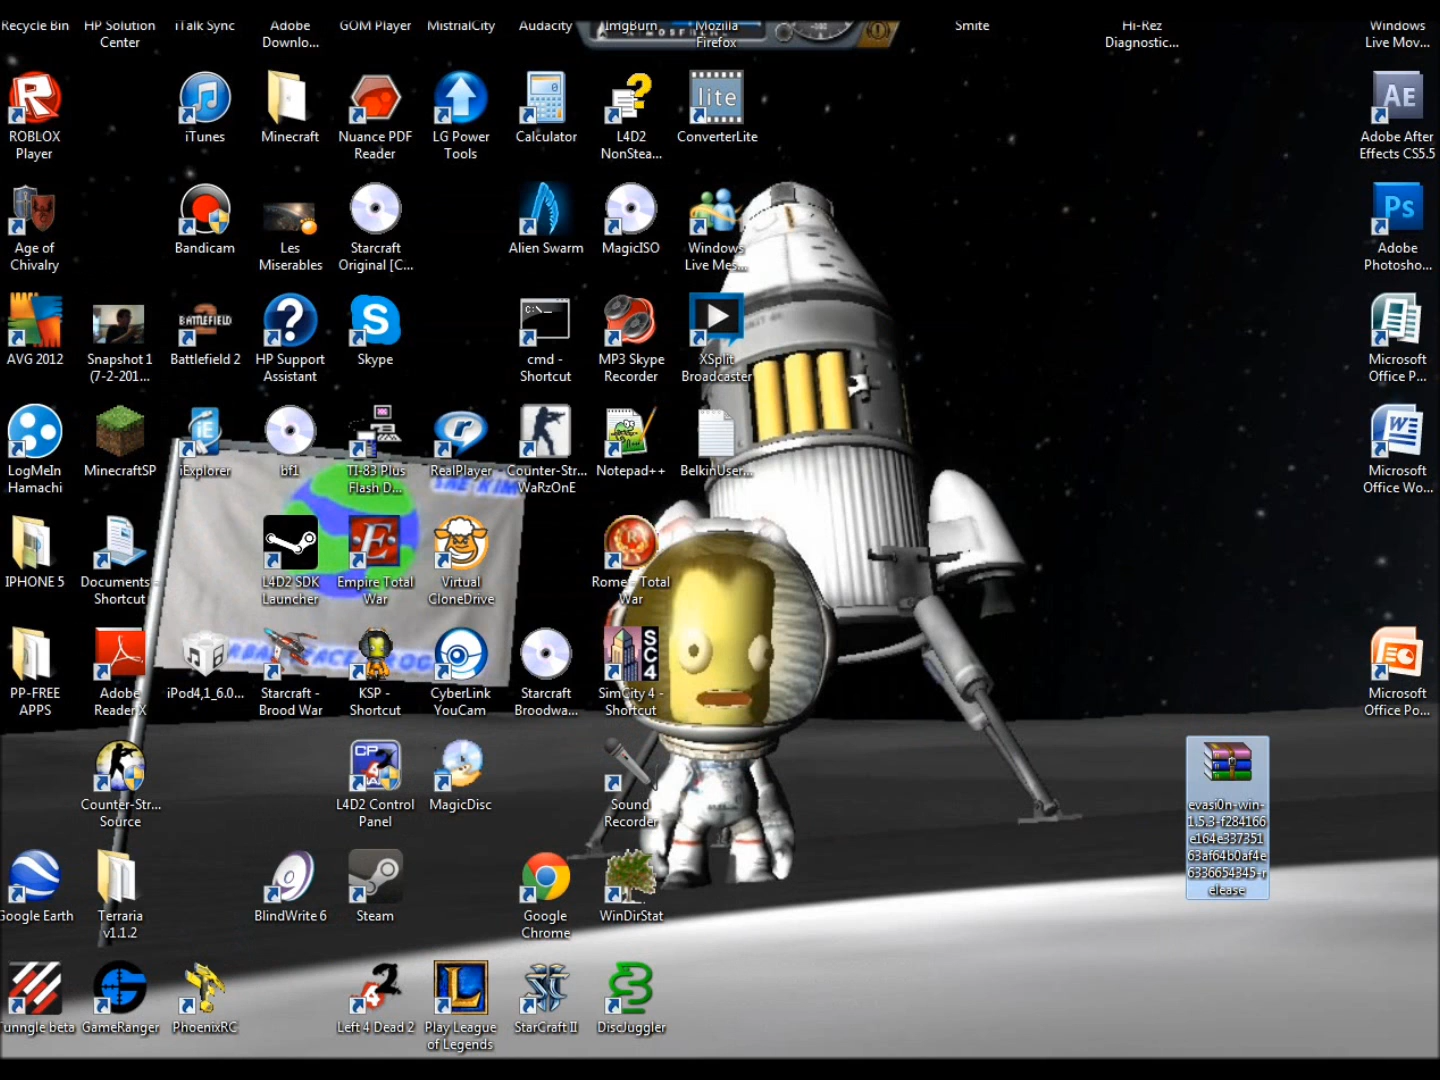 Recycle Bin
HP Solution
Center
iTalk Sync
Adobe
Downlo...
GOM Player
MistrialCity
Audacity
ImgBurn
Mozilla
Firefox
Smite
Hi-Rez
Diagnostic...
Windows
Live Mov...
ROBLOX
Player
iTunes
Minecraft
Nuance PDF
Reader
LG Power
Tools
Calculator
L4D2
NonStea...
lite
ConverterLite
AE
Adobe After
Effects CS5.5
Age of
Chivalry
Bandicam
Les
Miserables
Starcraft
Original [C...
Alien Swarm
MagicISO
Windows
Live Mes...
Ps
Adobe
Photosho...
AVG 2012
Snapshot 1
(7-2-201...
BATTLEFIELD
2
Battlefield 2
HP Support
Assistant
Skype
C:\_
cmd -
Shortcut
MP3 Skype
Recorder
XSplit
Broadcaster
Microsoft
Office P...
LogMeIn
Hamachi
MinecraftSP
iExplorer
bf1
TI-83 Plus
Flash D...
RealPlayer
Counter-Str...
WaRzOnE
Notepad++
BelkinUser...
Microsoft
Office Wo...
IPHONE 5
Documents -
Shortcut
L4D2 SDK
Launcher
Empire Total
War
Virtual
CloneDrive
Rome - Total
War
PP-FREE
APPS
Adobe
Reader X
iPod4,1_6.0...
Starcraft -
Brood War
KSP -
Shortcut
CyberLink
YouCam
Starcraft
Broodwa...
SC4
SimCity 4 -
Shortcut
Microsoft
Office Po...
Counter-Str...
Source
L4D2 Control
Panel
MagicDisc
Sound
Recorder
evasi0n-win-
1.5.3-f284166
e164e337351
63af64b0af4e
6336654345-r
elease
Google Earth
Terraria
v1.1.2
BlindWrite 6
Steam
Google
Chrome
WinDirStat
Tunngle beta
GameRanger
PhoenixRC
Left 4 Dead 2
Play League
of Legends
StarCraft II
DiscJuggler